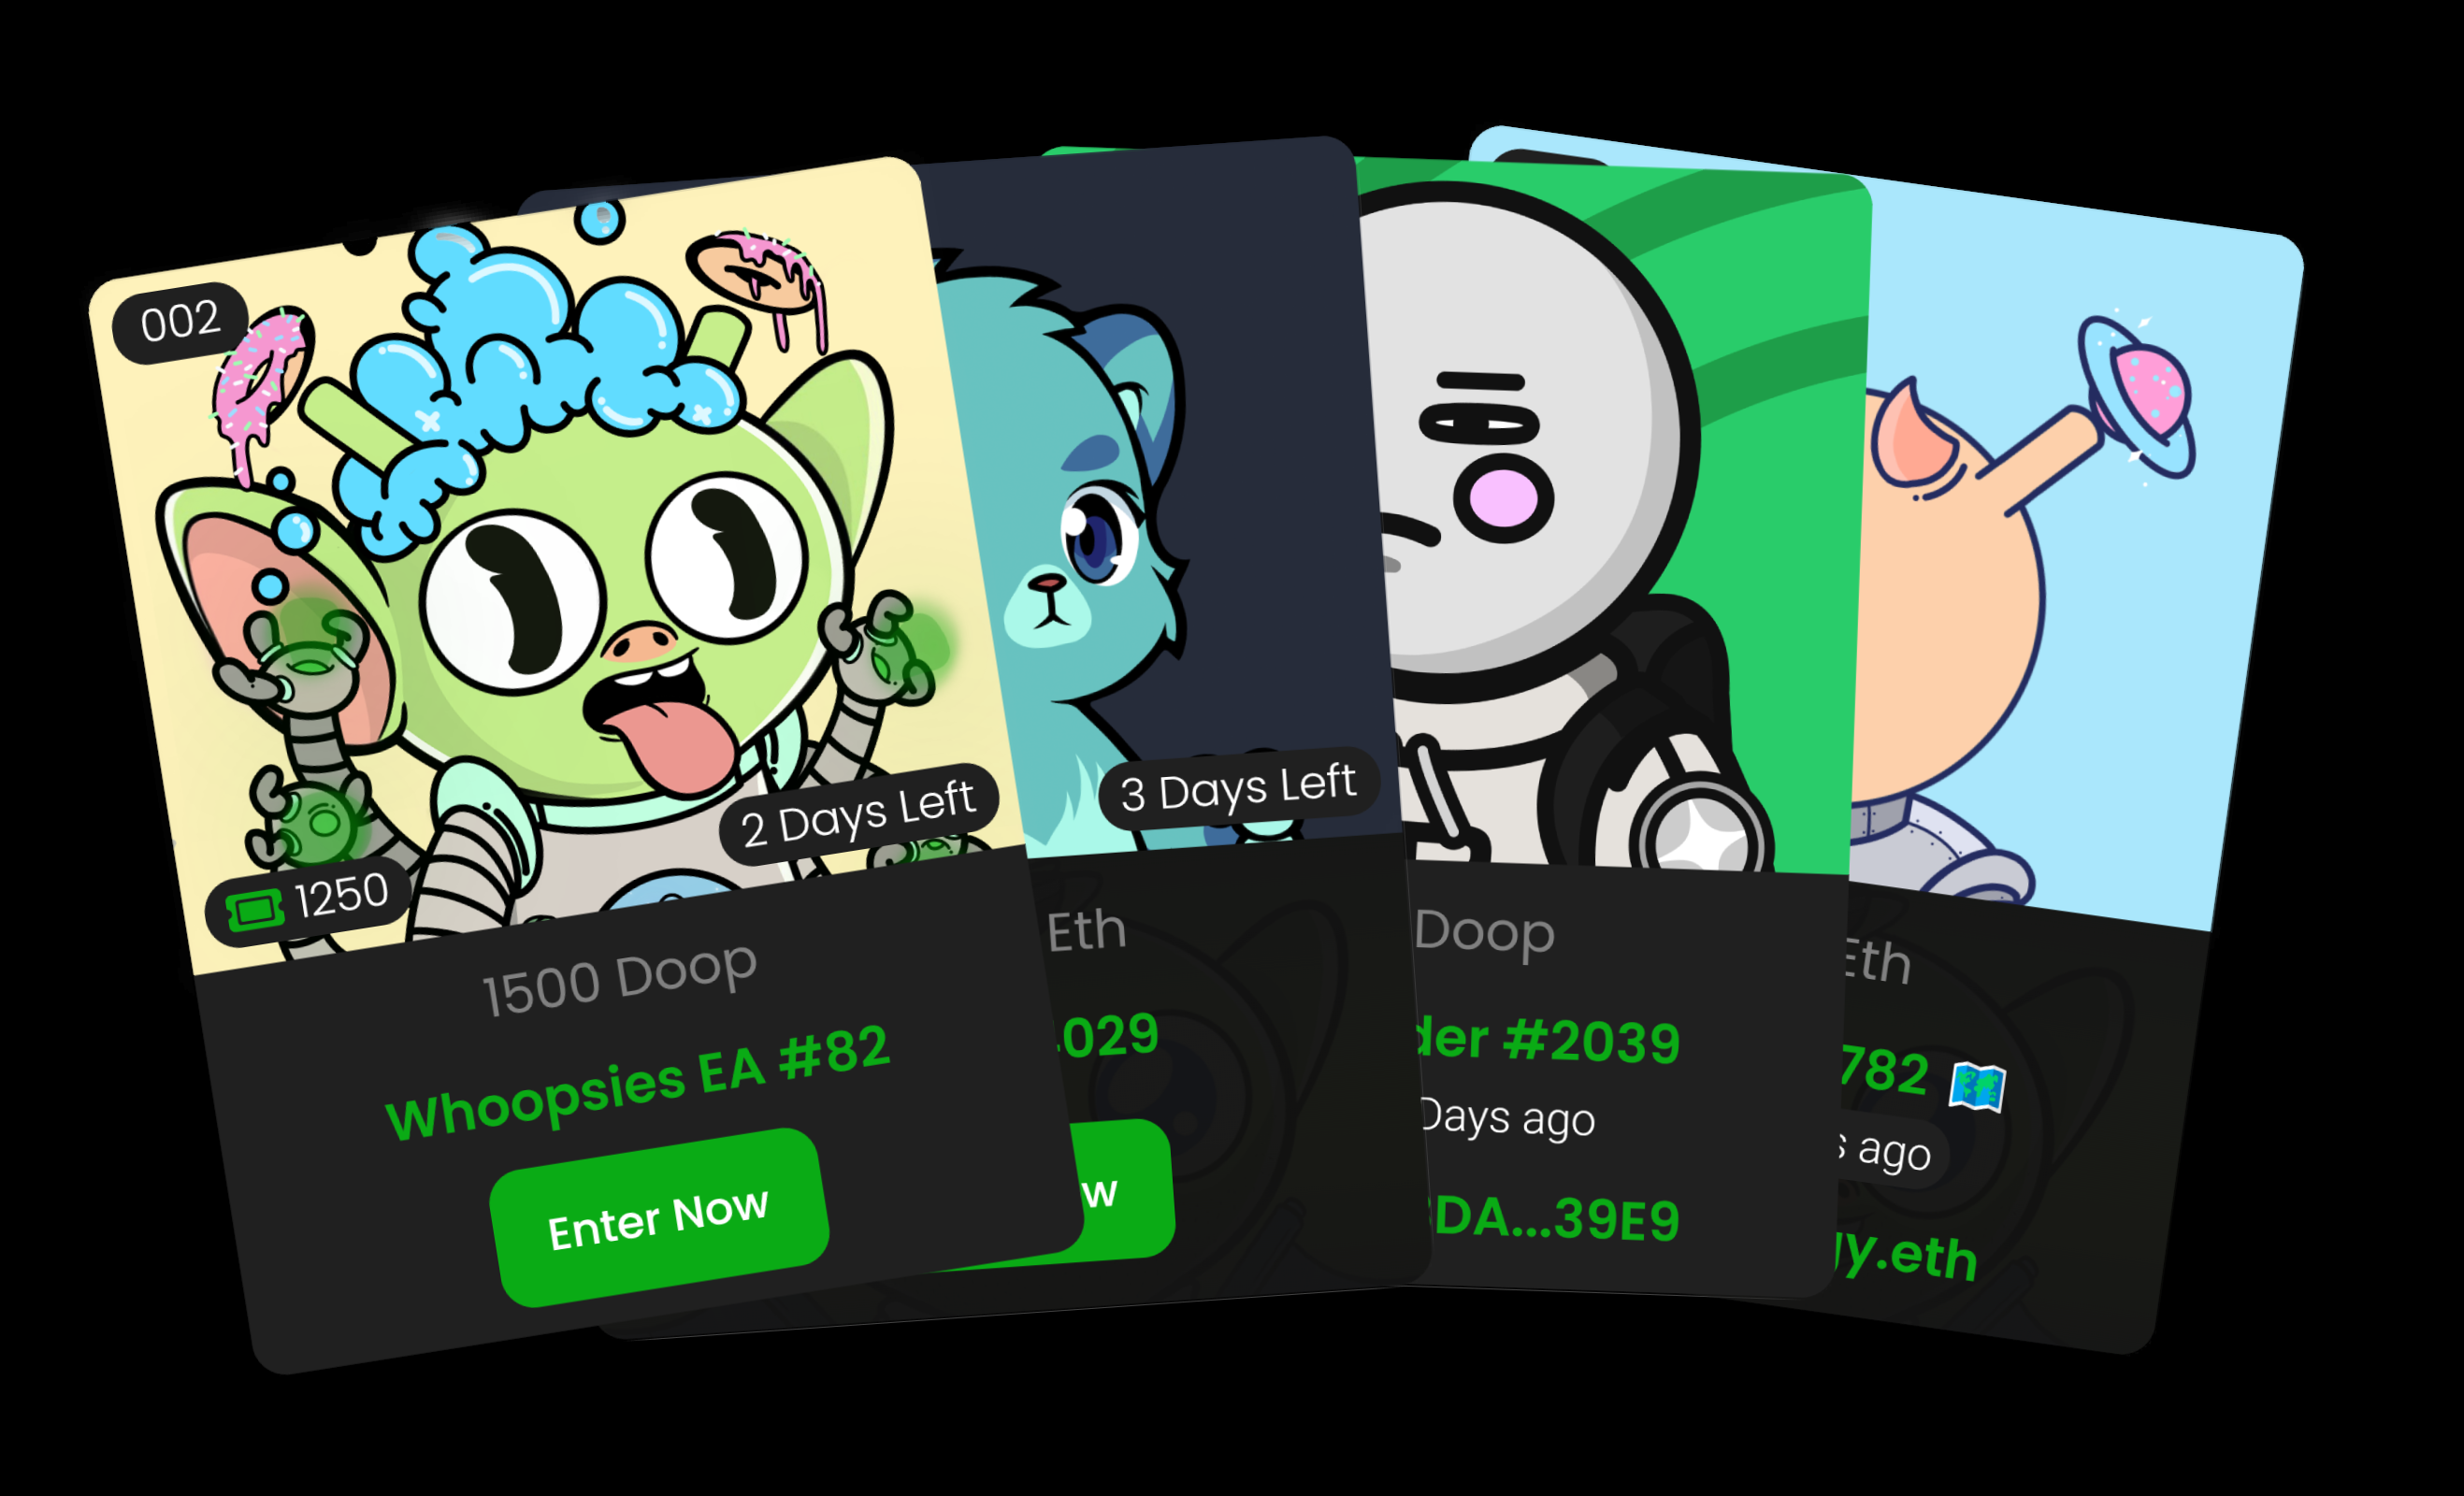 002
2 Days Left
1250
1500 Doop
Whoopsies EA #82
Enter Now
3 Days Left
Eth
029
w
Doop
der #2039
Days ago
DA...39E9
Eth
782
s ago
y.eth